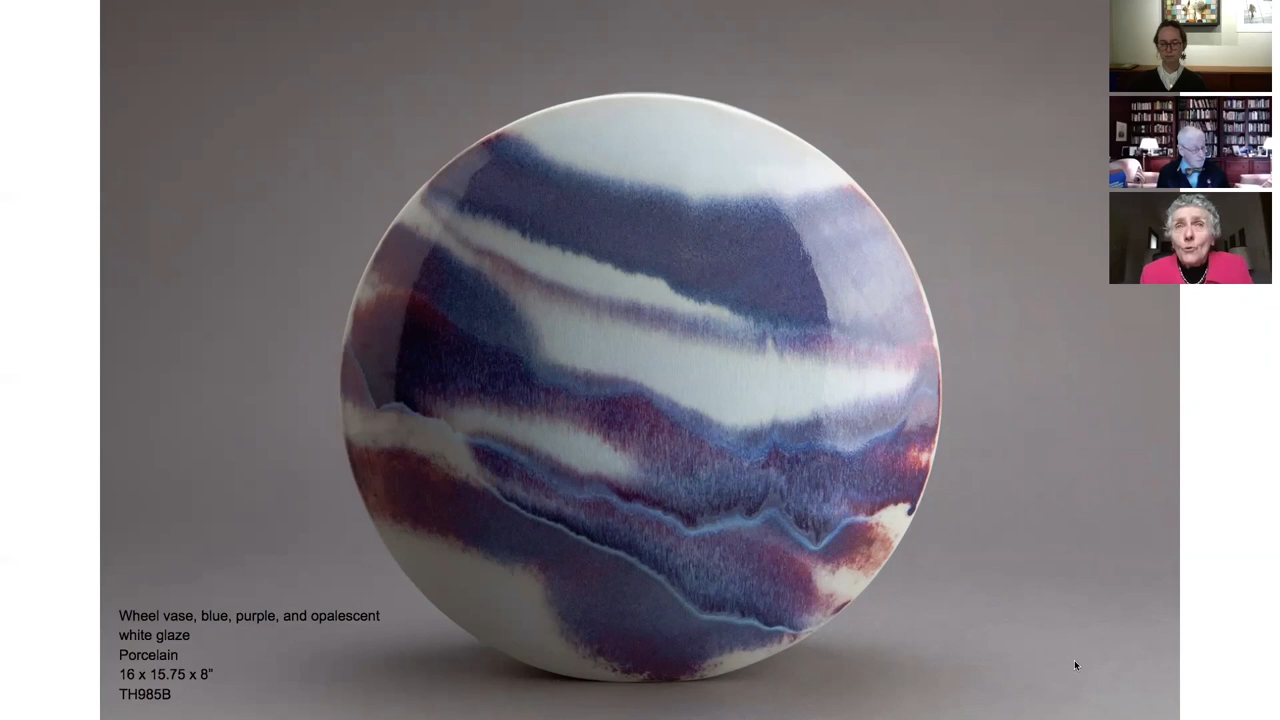 Wheel vase, blue, purple, and opalescent
white glaze
Porcelain
16 x 15.75 x 8”
TH985B